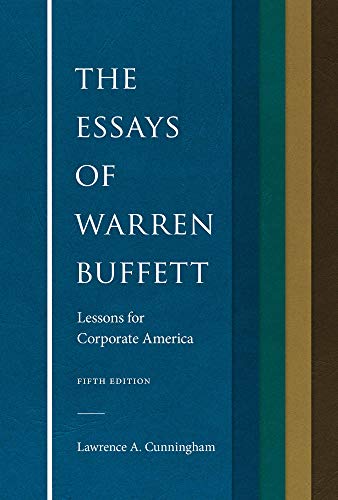 THE
ESSAYS
OF
WARREN
BUFFETT
Lessons for
Corporate America
FIFTH EDITION
Lawrence A. Cunningham